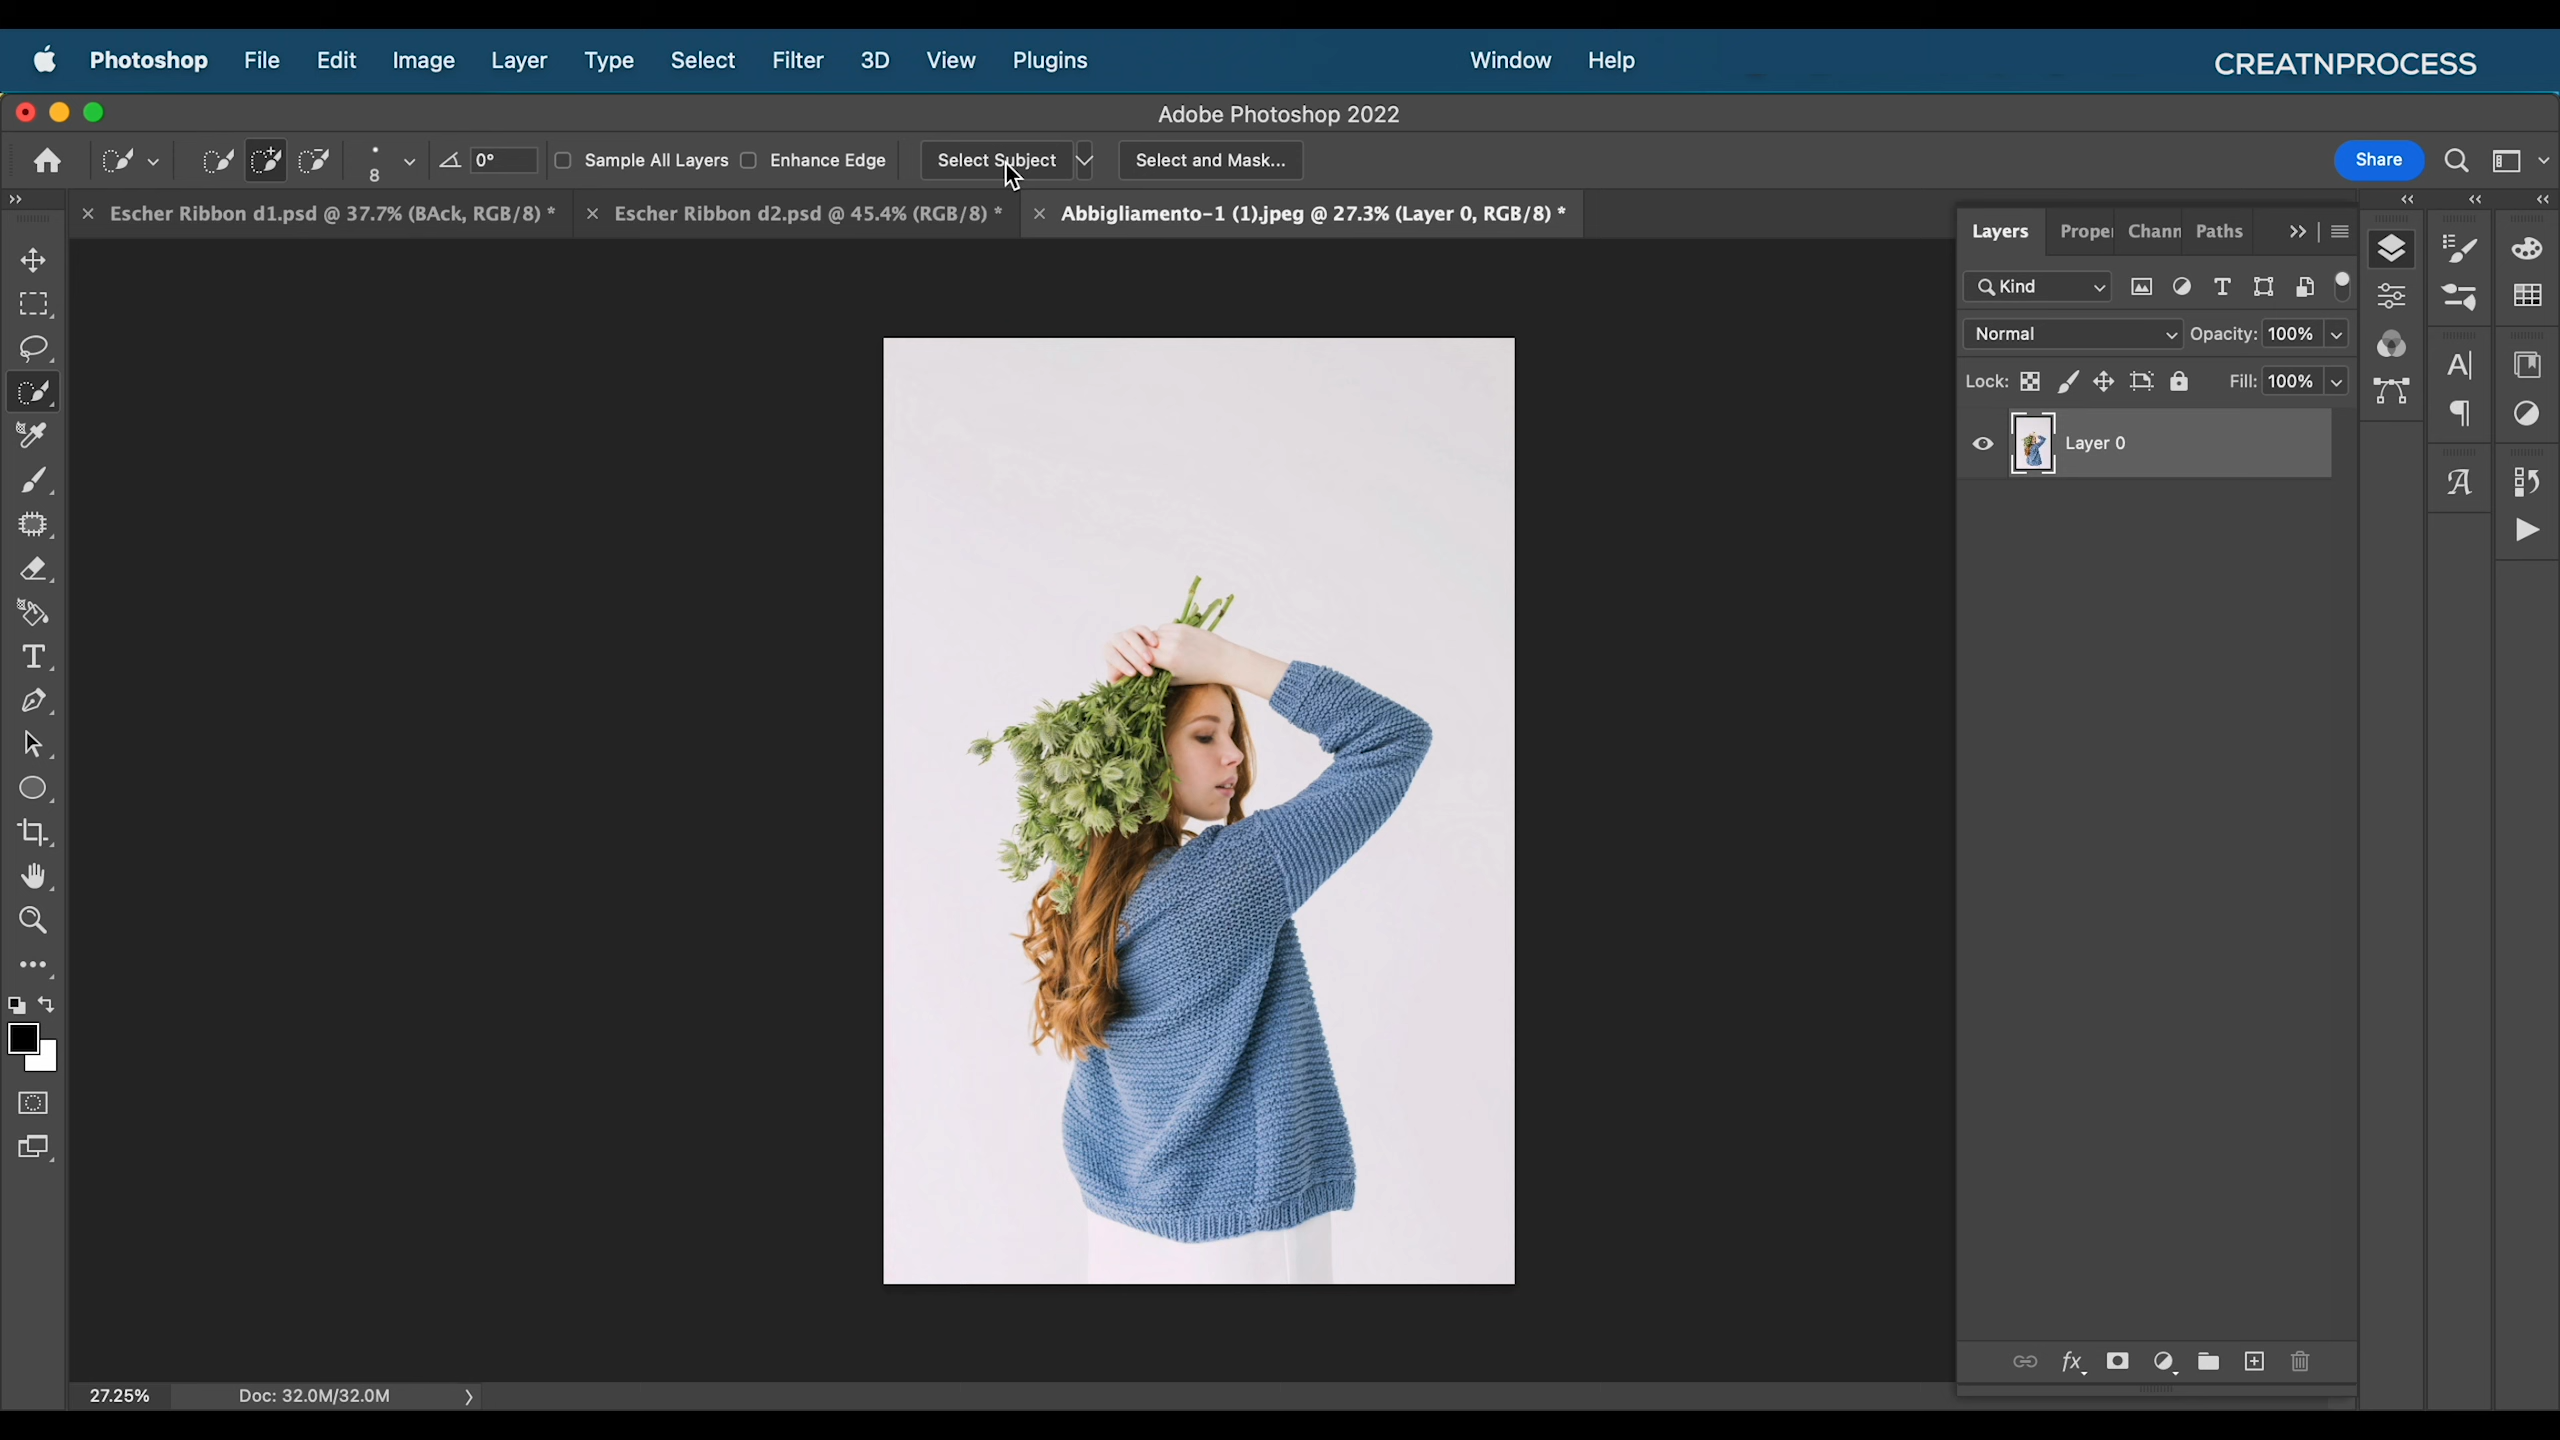 Photoshop File Edit Image Layer Type Select Filter 3D View Plugins Window Help CREATNPROCESS
Adobe Photoshop 2022
8 0° Sample All Layers Enhance Edge Select Subject Select and Mask... Share
Escher Ribbon d1.psd @ 37.7% (BAck, RGB/8) * Escher Ribbon d2.psd @ 45.4% (RGB/8) * Abbigliamento-1 (1).jpeg @ 27.3% (Layer 0, RGB/8) *
Layers Proper Chann Paths
Kind
Normal Opacity: 100%
Lock: Fill: 100%
Layer 0
fx
27.25% Doc: 32.0M/32.0M